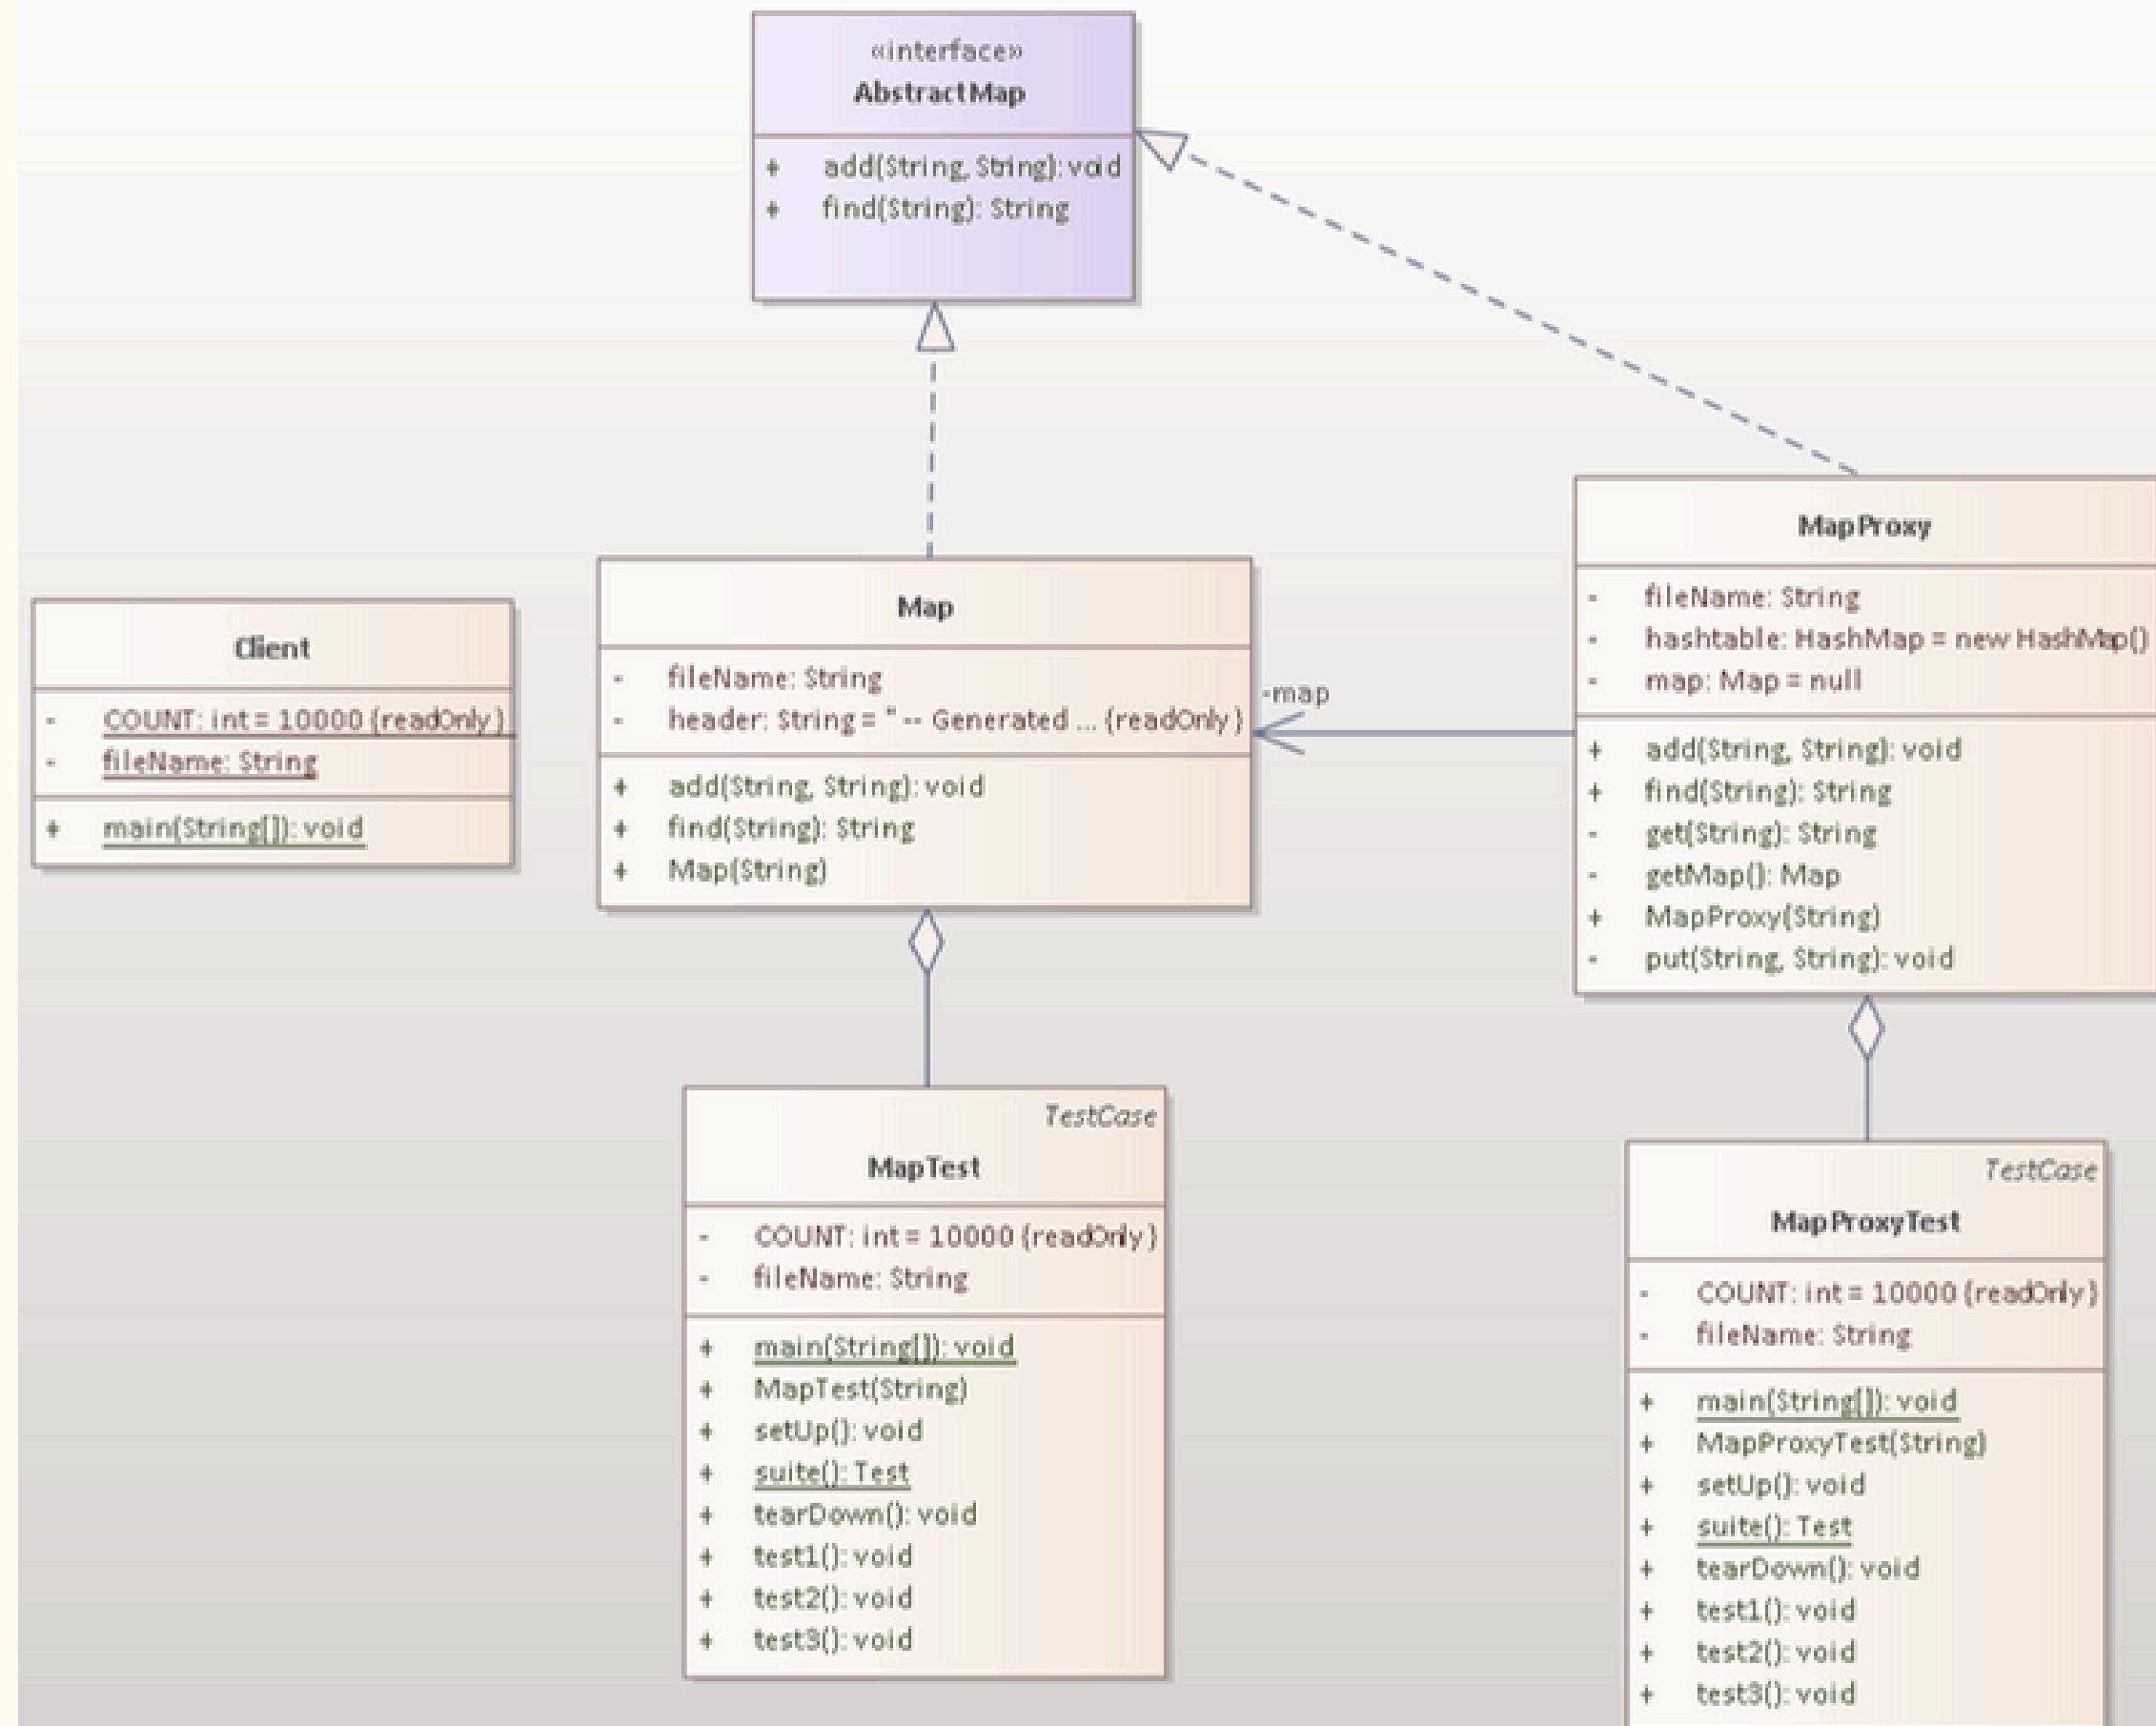 «interface»
AbstractMap
+ add(String, String): void
+ find(String): String
Client
- COUNT: int = 10000 {readOnly}
- fileName: String
+ main(String[]): void
Map
- fileName: String
- header: String = " -- Generated ... {readOnly}
+ add(String, String): void
+ find(String): String
+ Map(String)
-map
MapProxy
- fileName: String
- hashtable: HashMap = new HashMap()
- map: Map = null
+ add(String, String): void
+ find(String): String
- get(String): String
- getMap(): Map
+ MapProxy(String)
- put(String, String): void
TestCase
MapTest
- COUNT: int = 10000 {readOnly}
- fileName: String
+ main(String[]): void
+ MapTest(String)
+ setUp(): void
+ suite(): Test
+ tearDown(): void
+ test1(): void
+ test2(): void
+ test3(): void
TestCase
MapProxyTest
- COUNT: int = 10000 {readOnly}
- fileName: String
+ main(String[]): void
+ MapProxyTest(String)
+ setUp(): void
+ suite(): Test
+ tearDown(): void
+ test1(): void
+ test2(): void
+ test3(): void